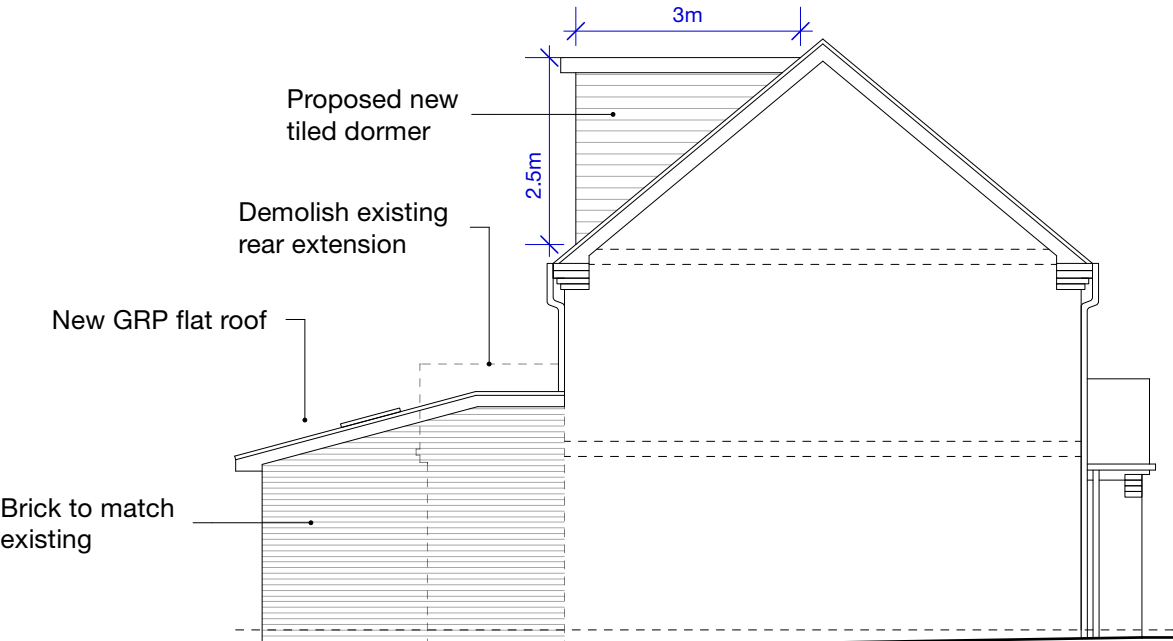 3m
Proposed new
tiled dormer
2.5m
Demolish existing
rear extension
New GRP flat roof
Brick to match
existing